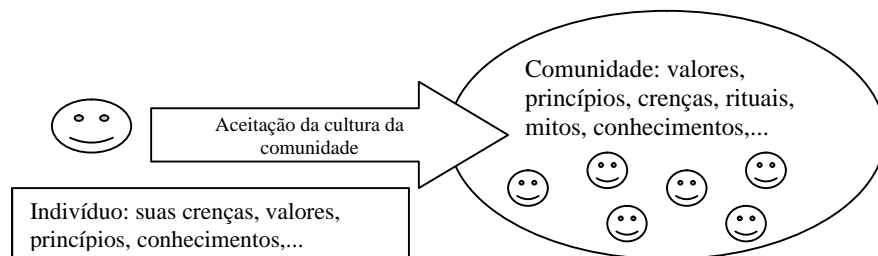 Comunidade: valores,
princípios, crenças, rituais,
mitos, conhecimentos,...
Aceitação da cultura da
comunidade
Indivíduo: suas crenças, valores,
princípios, conhecimentos,...